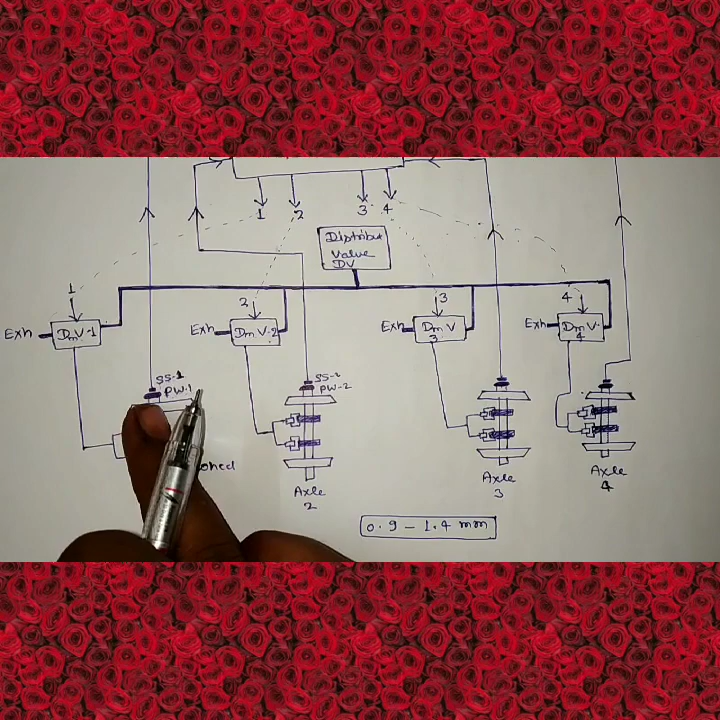 1 2 3 4
Distribu
Valve
DV
1
2
3
4
Exh
DmV-1
Exh
DmV-2
Exh
DmV
3
Exh
DmV-
4
SS-1
PW-1
SS-2
PW-2
Axle
2
Axle
3
Axle
4
0.9 - 1.4 mm